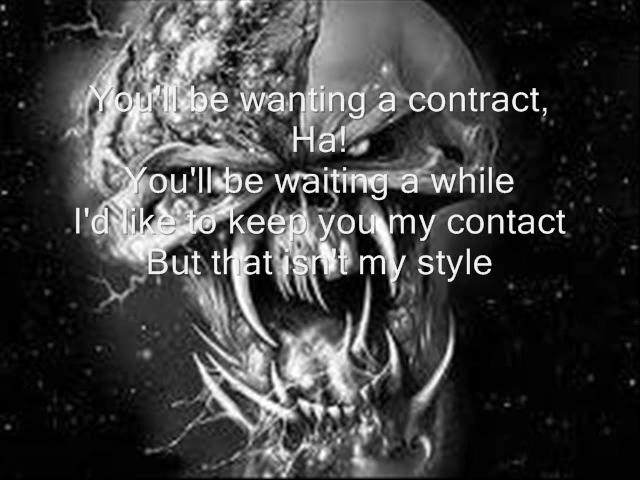 You'll be wanting a contract,
Ha!
You'll be waiting a while
I'd like to keep you my contact
But that isn't my style